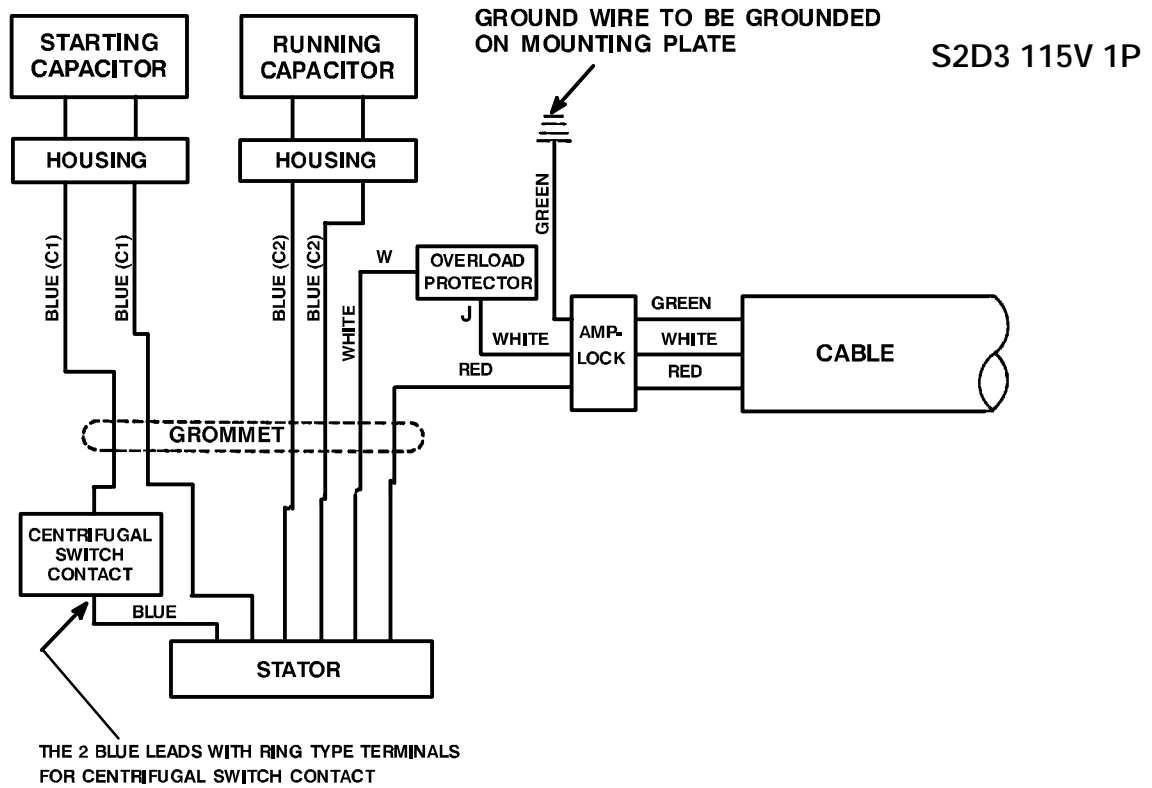 GROUND WIRE TO BE GROUNDED
ON MOUNTING PLATE
S2D3 115V 1P
STARTING
CAPACITOR
RUNNING
CAPACITOR
HOUSING
HOUSING
GREEN
BLUE (C1)
BLUE (C1)
BLUE (C2)
BLUE (C2)
WHITE
W
OVERLOAD
PROTECTOR
J
WHITE
RED
AMP-
LOCK
GREEN
WHITE
RED
CABLE
GROMMET
CENTRIFUGAL
SWITCH
CONTACT
BLUE
STATOR
THE 2 BLUE LEADS WITH RING TYPE TERMINALS
FOR CENTRIFUGAL SWITCH CONTACT